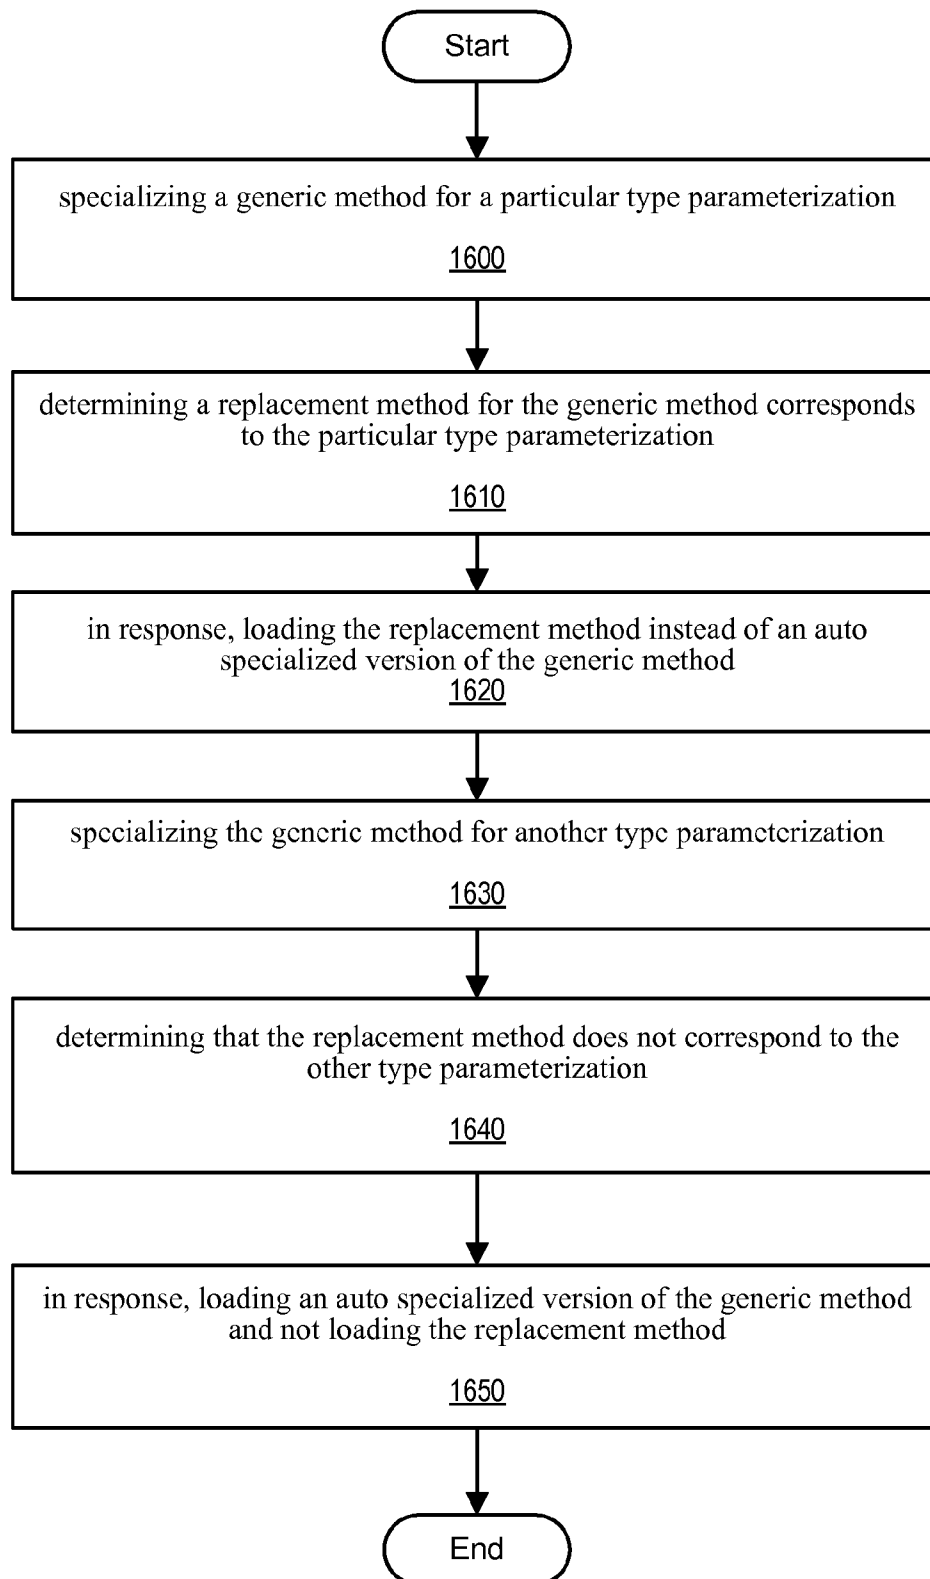 Start
specializing a generic method for a particular type parameterization
1600
determining a replacement method for the generic method corresponds
to the particular type parameterization
1610
in response, loading the replacement method instead of an auto
specialized version of the generic method
1620
specializing the generic method for another type parameterization
1630
determining that the replacement method does not correspond to the
other type parameterization
1640
in response, loading an auto specialized version of the generic method
and not loading the replacement method
1650
End